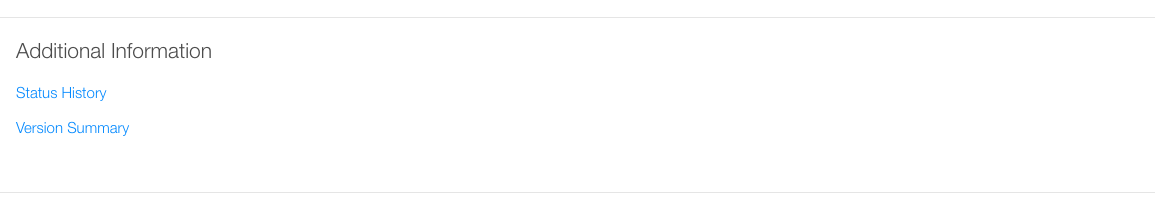 Additional Information
Status History
Version Summary